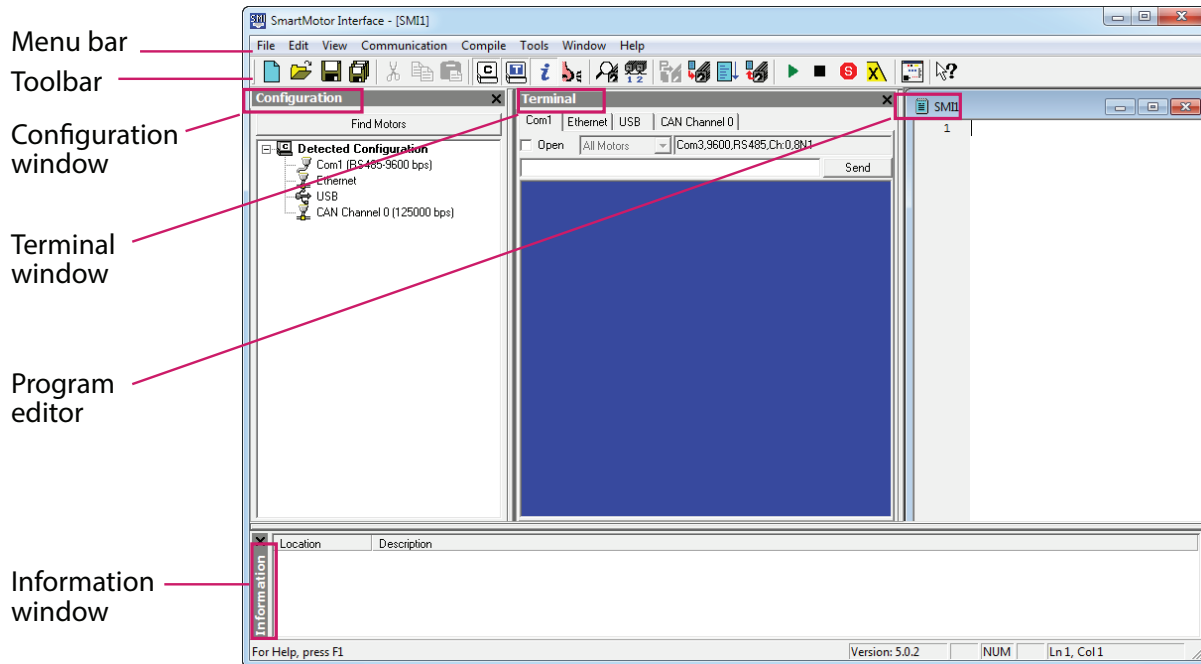 Menu bar
Toolbar
Configuration
window
Terminal
window
Program
editor
Information
window
SMI
SmartMotor Interface - [SMI1]
File Edit View Communication Compile Tools Window Help
Configuration
Find Motors
Detected Configuration
Com1 (RS485-9600 bps)
Ethernet
USB
CAN Channel 0 (125000 bps)
Terminal
Com1 Ethernet USB CAN Channel 0
Open All Motors Com3,9600,RS485,Ch:0,8N1
Send
SMI1
1
Information
Location Description
For Help, press F1 Version: 5.0.2 NUM Ln 1, Col 1